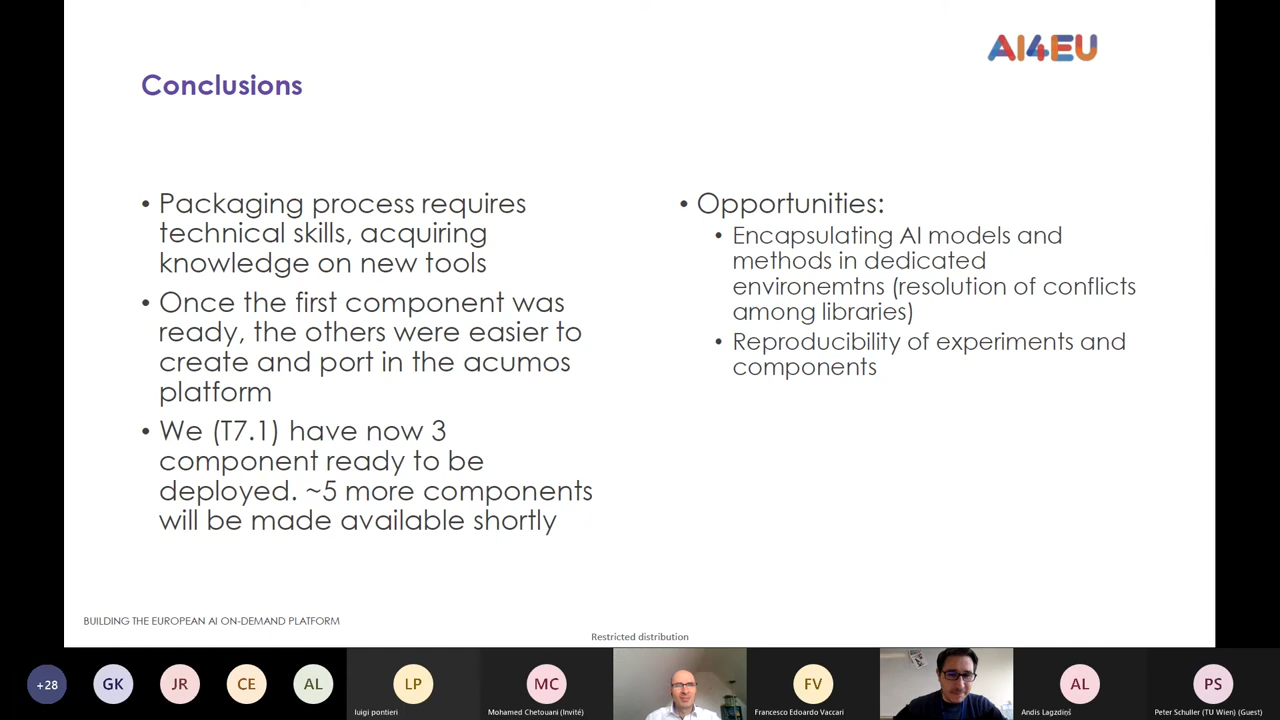 AI4EU
Conclusions
• Packaging process requires
technical skills, acquiring
knowledge on new tools
• Once the first component was
ready, the others were easier to
create and port in the acumos
platform
• We (T7.1) have now 3
component ready to be
deployed. ~5 more components
will be made available shortly
• Opportunities:
• Encapsulating AI models and
methods in dedicated
environemtns (resolution of conflicts
among libraries)
• Reproducibility of experiments and
components
BUILDING THE EUROPEAN AI ON-DEMAND PLATFORM
Restricted distribution
+28
GK
JR
CE
AL
LP
luigi pontieri
MC
Mohamed Chetouani (Invité)
FV
Francesco Edoardo Vaccari
AL
Andis Lagzdiņš
PS
Peter Schuller (TU Wien) (Guest)